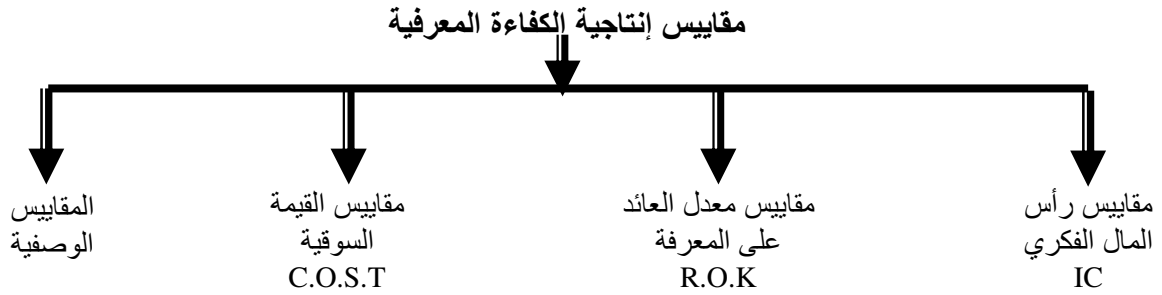 مقاييس إنتاجية الكفاءة المعرفية
مقاييس رأس
المال الفكري
IC
مقاييس معدل العائد
على المعرفة
R.O.K
مقاييس القيمة
السوقية
C.O.S.T
المقاييس
الوصفية